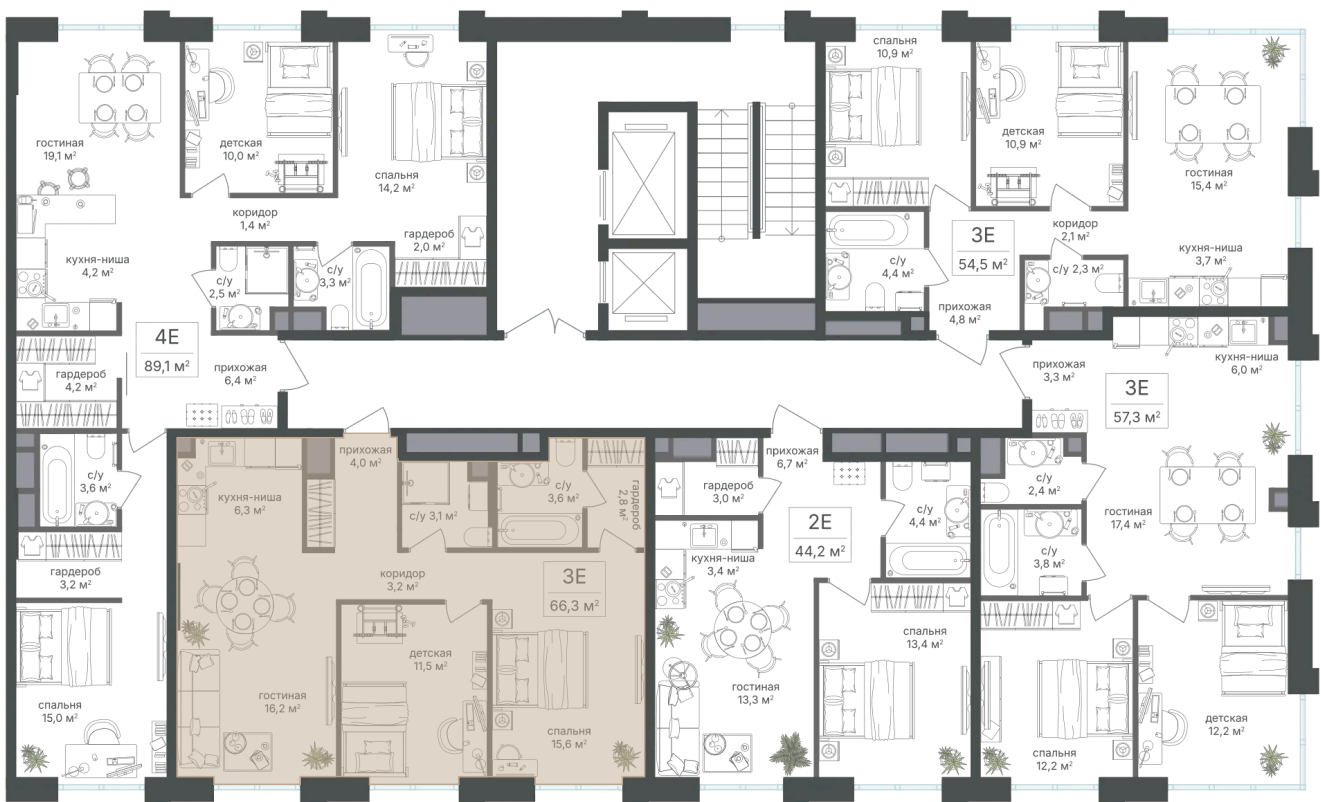 гостиная
19,1 м²
детская
10,0 м²
спальня
14,2 м²
коридор
1,4 м²
гардероб
2,0 м²
кухня-ниша
4,2 м²
с/у
2,5 м²
с/у
3,3 м²
4Е
89,1 м²
гардероб
4,2 м²
прихожая
6,4 м²
с/у
3,6 м²
гардероб
3,2 м²
спальня
15,0 м²
спальня
10,9 м²
детская
10,9 м²
гостиная
15,4 м²
коридор
2,1 м²
3Е
54,5 м²
с/у
4,4 м²
с/у 2,3 м²
кухня-ниша
3,7 м²
прихожая
4,8 м²
прихожая
3,3 м²
кухня-ниша
6,0 м²
3Е
57,3 м²
с/у
2,4 м²
гостиная
17,4 м²
с/у
3,8 м²
спальня
12,2 м²
детская
12,2 м²
прихожая
4,0 м²
кухня-ниша
6,3 м²
с/у 3,1 м²
с/у
3,6 м²
гардероб
2,8 м²
коридор
3,2 м²
3Е
66,3 м²
детская
11,5 м²
гостиная
16,2 м²
спальня
15,6 м²
прихожая
6,7 м²
гардероб
3,0 м²
2Е
44,2 м²
с/у
4,4 м²
кухня-ниша
3,4 м²
спальня
13,4 м²
гостиная
13,3 м²